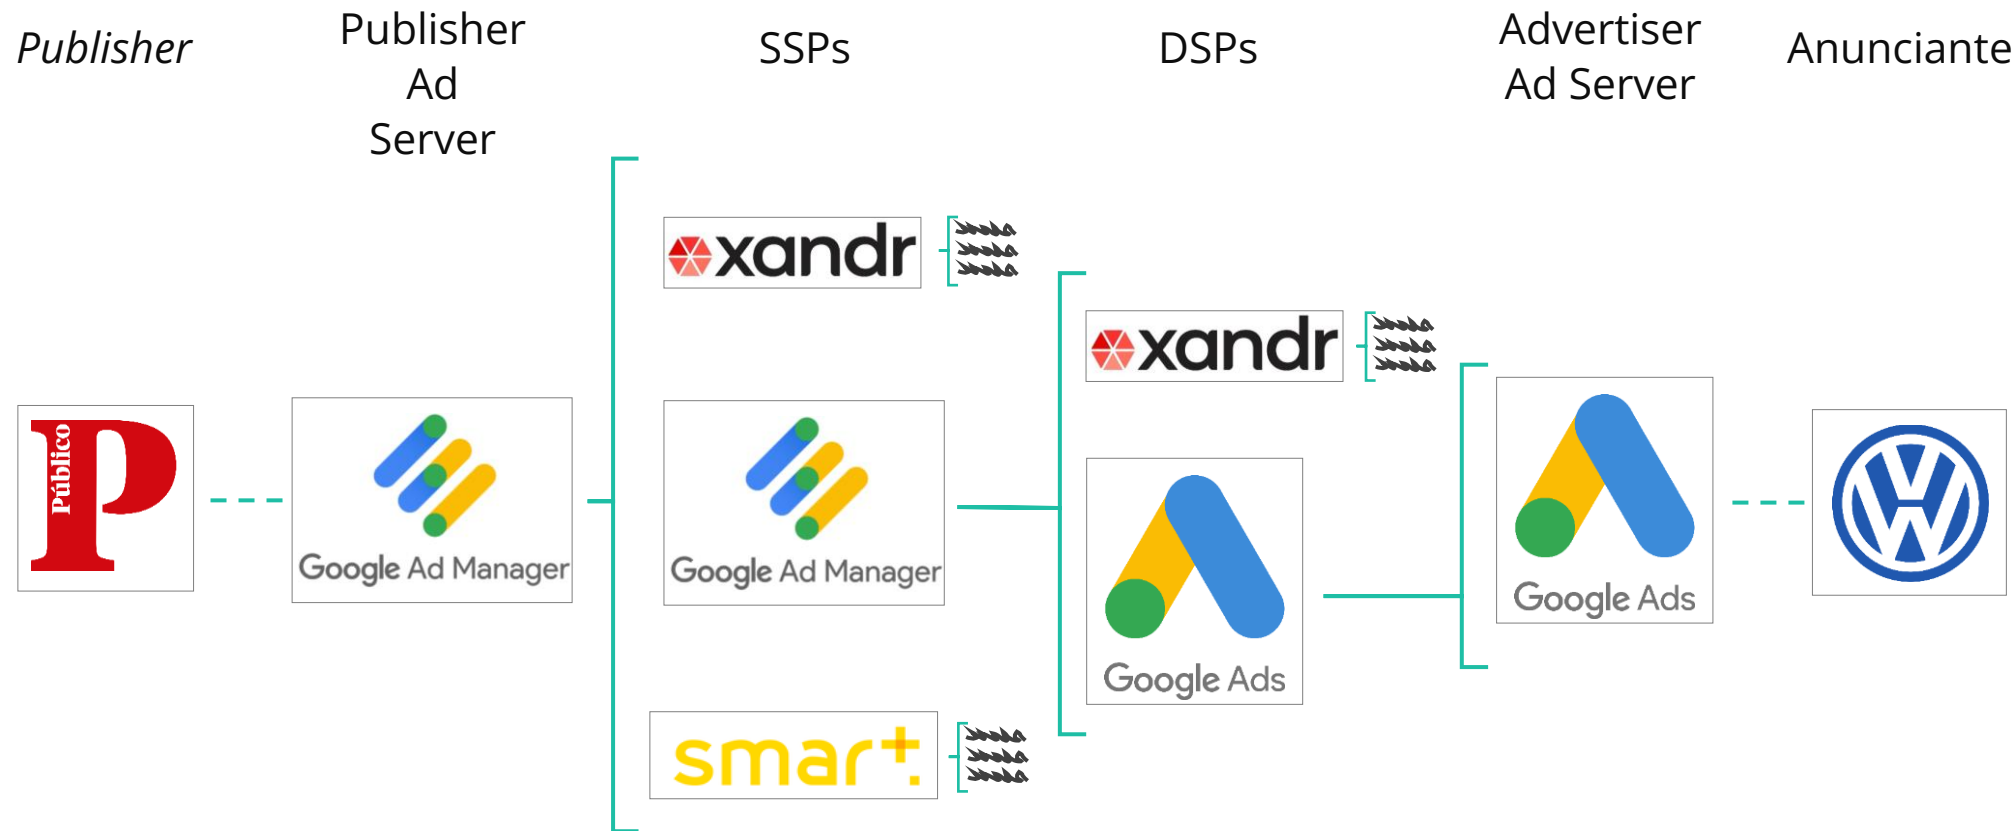 Publisher
Publisher
Ad
Server
SSPs
DSPs
Advertiser
Ad Server
Anunciante
xandr
xandr
Público
Google Ad Manager
Google Ad Manager
Google Ads
Google Ads
smart